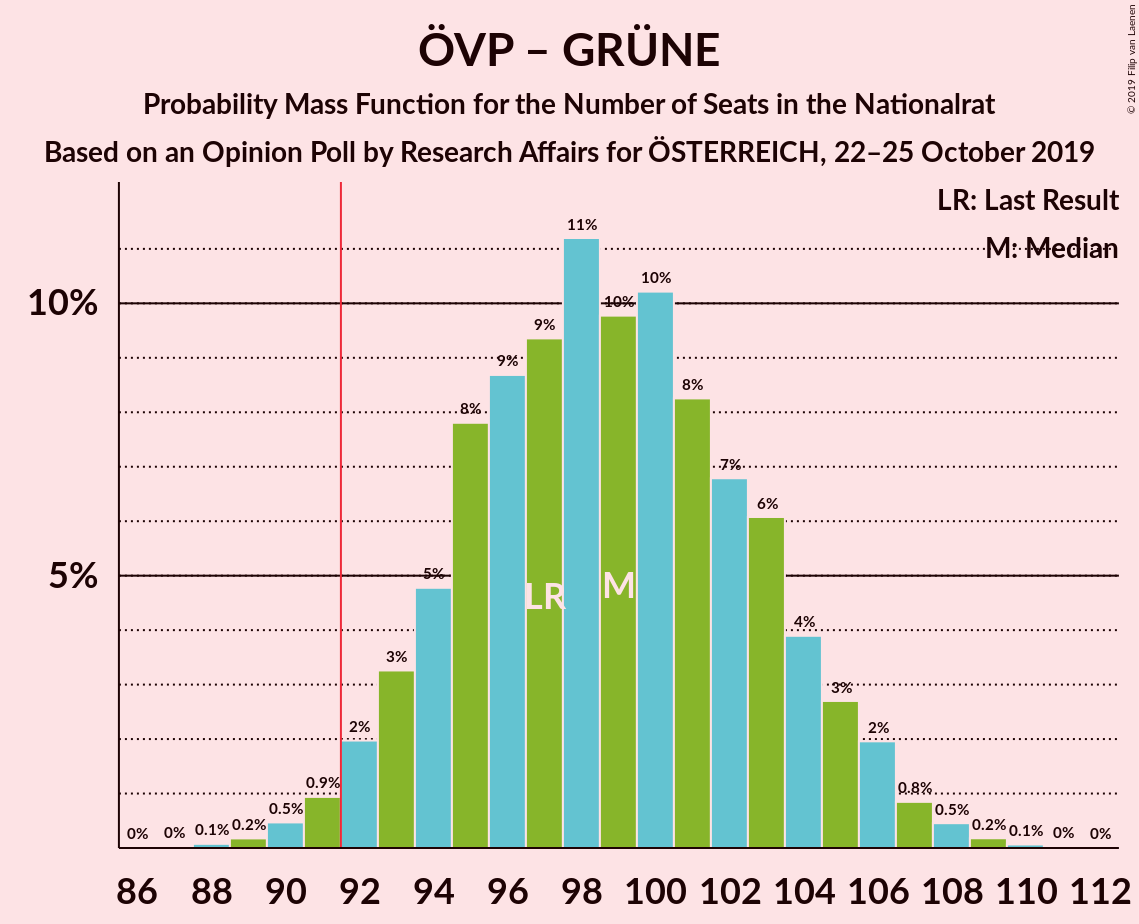 ÖVP – GRÜNE
Probability Mass Function for the Number of Seats in the Nationalrat
Based on an Opinion Poll by Research Affairs for ÖSTERREICH, 22–25 October 2019
© 2019 Filip van Laenen
LR: Last Result
M: Median
10%
5%
0% 0% 0.1% 0.2% 0.5% 0.9% 2% 3% 5% 8% 9% 9% 11% 10% 10% 8% 7% 6% 4% 3% 2% 0.8% 0.5% 0.2% 0.1% 0% 0%
LR M
86 88 90 92 94 96 98 100 102 104 106 108 110 112